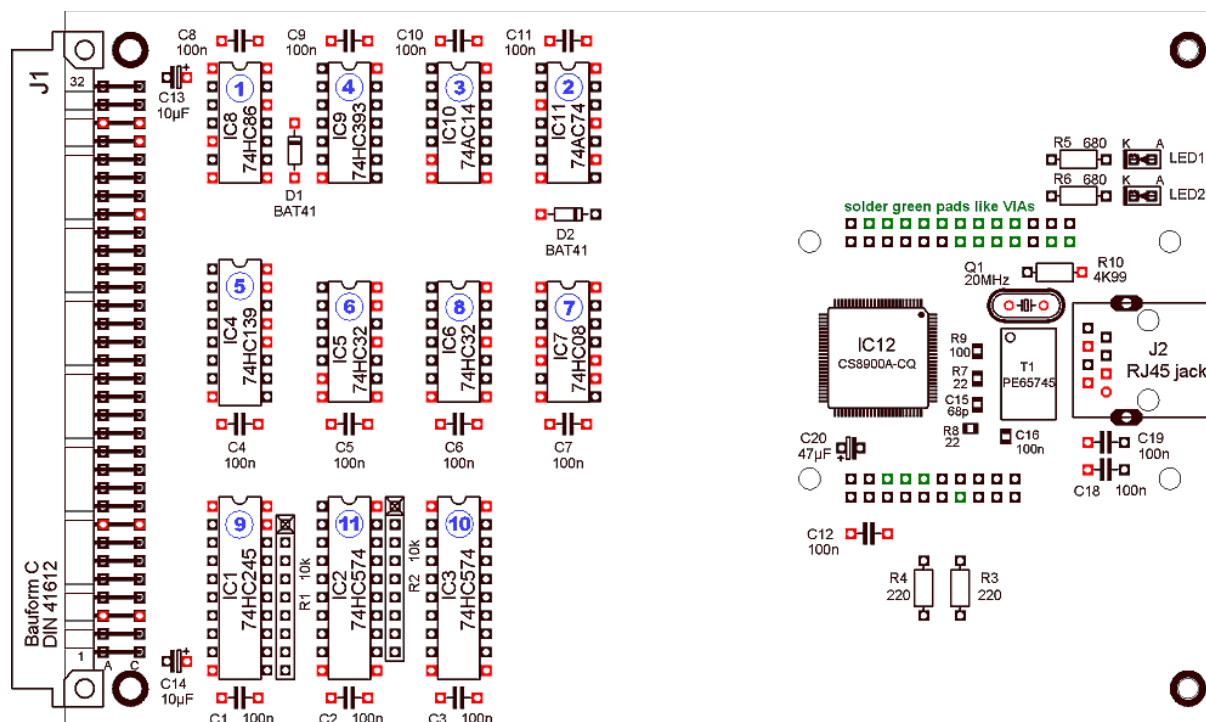 J1
32
1
A
C
Bauform C
DIN 41612
C8
100n
C9
100n
C10
100n
C11
100n
C13
10µF
+
1
IC8
74HC86
4
IC9
74HC393
3
IC10
74AC14
2
IC11
74AC74
D1
BAT41
D2
BAT41
R5 680
K A
LED1
R6 680
K A
LED2
solder green pads like VIAs
5
IC4
74HC139
6
IC5
74HC32
8
IC6
74HC32
7
IC7
74HC08
C4
100n
C5
100n
C6
100n
C7
100n
Q1
20MHz
R10
4K99
IC12
CS8900A-CQ
R9
100
R7
22
C15
68p
R8
22
T1
PE65745
J2
RJ45 jack
C16
100n
C20
47µF
+
C19
100n
C18
100n
9
IC1
74HC245
R1 10k
11
IC2
74HC574
R2 10k
10
IC3
74HC574
C12
100n
R4
220
R3
220
C14
10µF
+
C1 100n
C2 100n
C3 100n